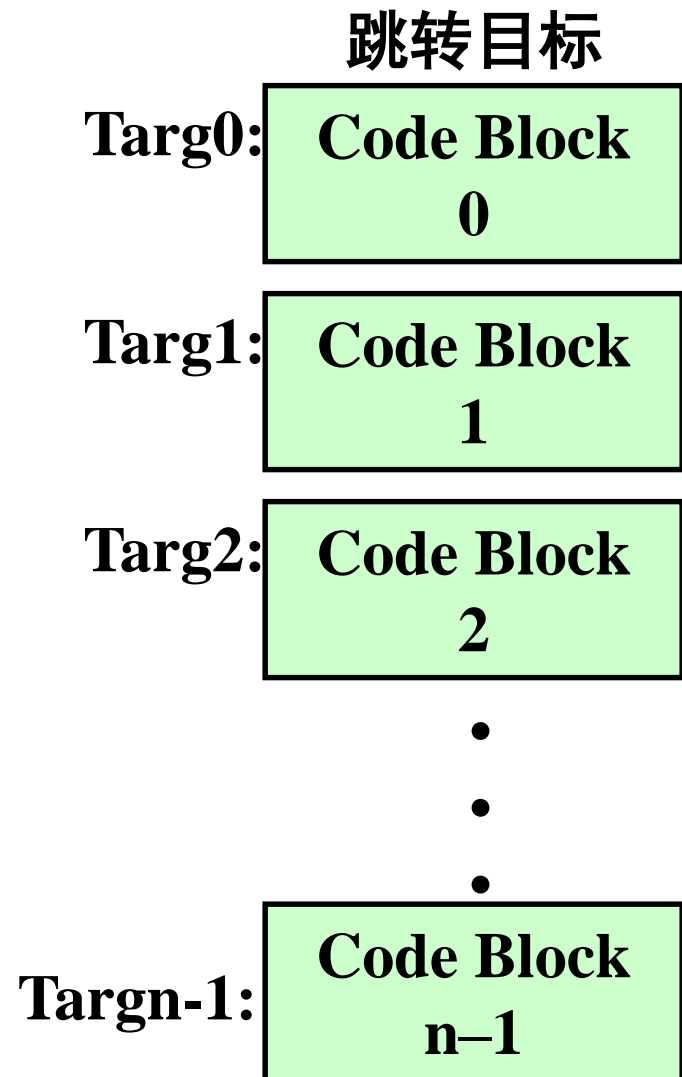 跳转目标
Targ0:
Code Block
0
Targ1:
Code Block
1
Targ2:
Code Block
2
•
•
•
Targn-1:
Code Block
n–1